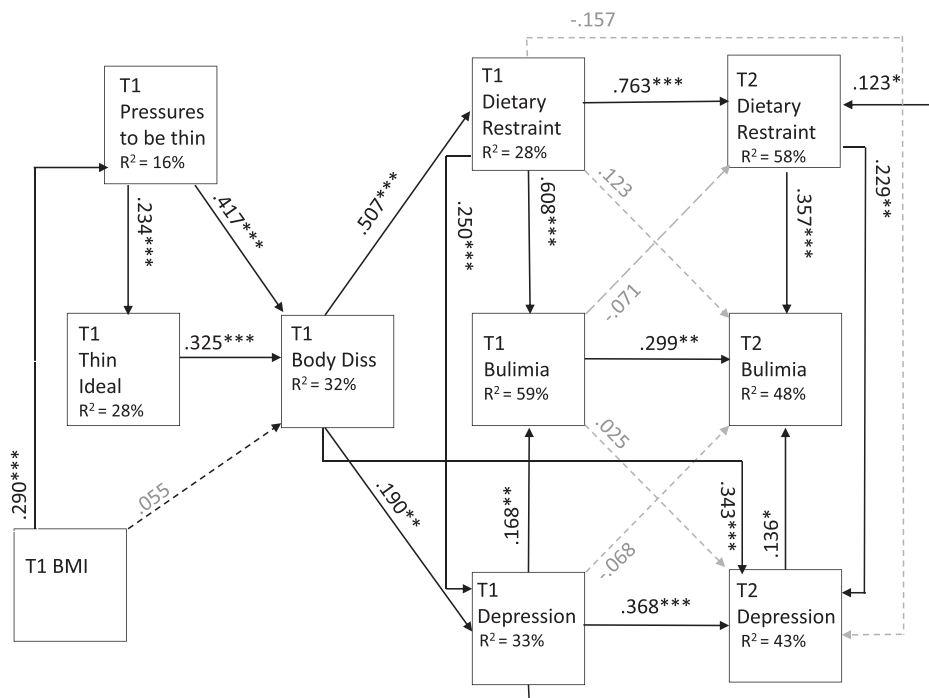 -.157
T1
Pressures
to be thin
R² = 16%
T1
Dietary
Restraint
R² = 28%
.763***
T2
Dietary
Restraint
R² = 58%
.123*
.234***
.417***
.507***
.250***
.608***
.123
.357***
.229**
-.071
T1
Thin
Ideal
R² = 28%
.325***
T1
Body Diss
R² = 32%
T1
Bulimia
R² = 59%
.299**
T2
Bulimia
R² = 48%
.290***
.055
.190**
.168**
.025
-.068
.343***
.136*
T1 BMI
T1
Depression
R² = 33%
.368***
T2
Depression
R² = 43%